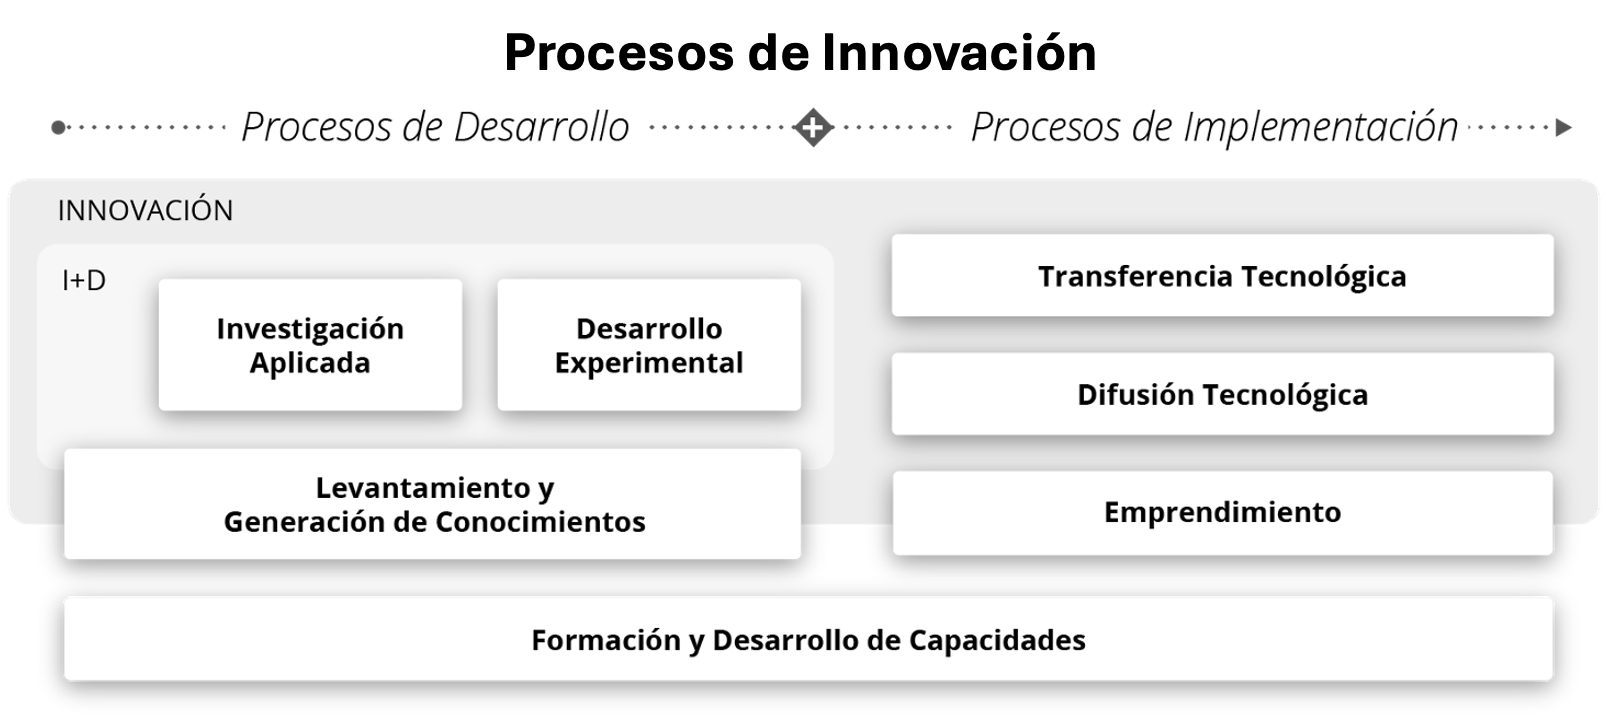 Procesos de Innovación
Procesos de Desarrollo
Procesos de Implementación
INNOVACIÓN
I+D
Investigación
Aplicada
Desarrollo
Experimental
Levantamiento y
Generación de Conocimientos
Transferencia Tecnológica
Difusión Tecnológica
Emprendimiento
Formación y Desarrollo de Capacidades